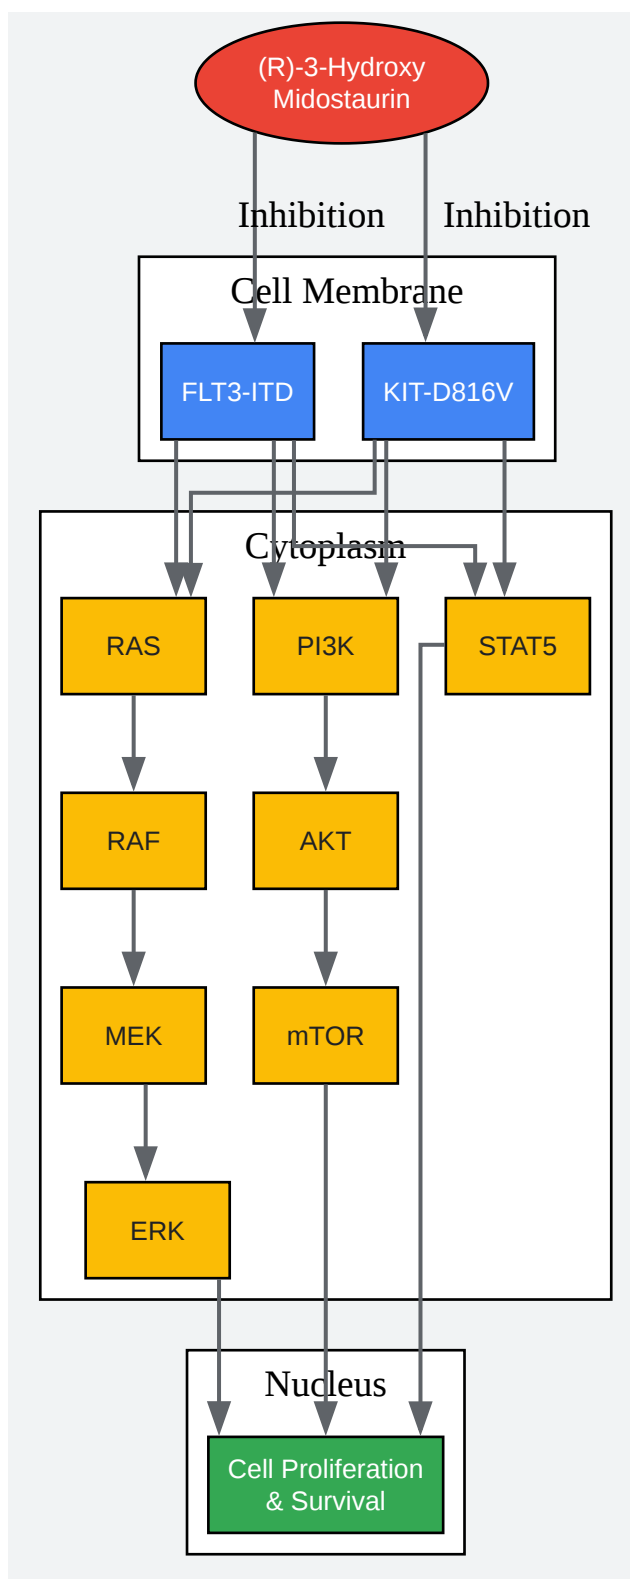 (R)-3-Hydroxy
Midostaurin
Inhibition
Inhibition
Cell Membrane
FLT3-ITD
KIT-D816V
Cytoplasm
RAS
PI3K
STAT5
RAF
AKT
MEK
mTOR
ERK
Nucleus
Cell Proliferation
& Survival